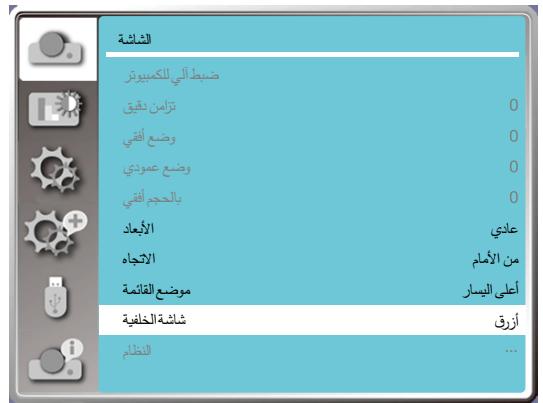 الشاشة
ضبط آلي للكمبيوتر
تزامن دقيق 0
وضع أفقي 0
وضع عمودي 0
بالحجم أفقي 0
الأبعاد عادي
الاتجاه من الأمام
موضع القائمة أعلى اليسار
شاشة الخلفية أزرق
النظام ...